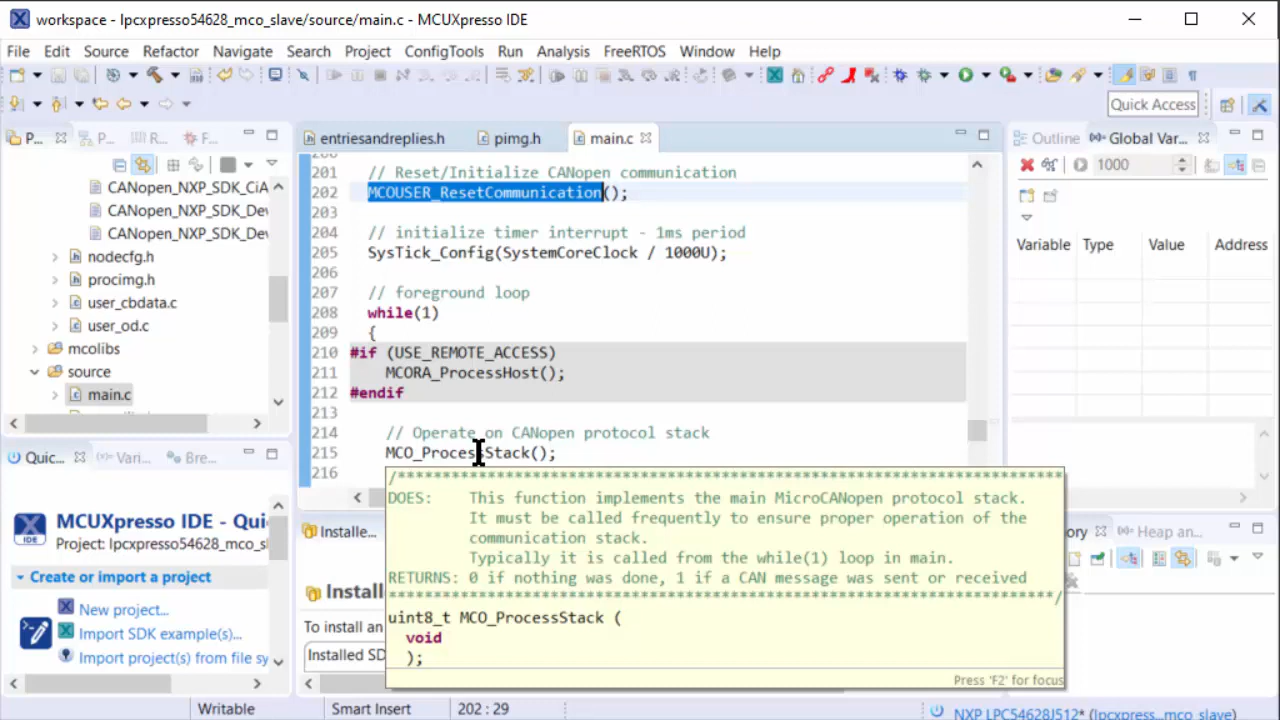 workspace - lpcxpresso54628_mco_slave/source/main.c - MCUXpresso IDE
File Edit Source Refactor Navigate Search Project ConfigTools Run Analysis FreeRTOS Window Help
Quick Access
P...
P...
R...
F...
CANopen_NXP_SDK_CiA
CANopen_NXP_SDK_Dev
CANopen_NXP_SDK_Dev
nodecfg.h
procimg.h
user_cbdata.c
user_od.c
mcolibs
source
main.c
entriesandreplies.h pimg.h main.c
201 // Reset/Initialize CANopen communication
202 MCOUSER_ResetCommunication();
203
204 // initialize timer interrupt - 1ms period
205 SysTick_Config(SystemCoreClock / 1000U);
206
207 // foreground loop
208 while(1)
209 {
210 #if (USE_REMOTE_ACCESS)
211 MCORA_ProcessHost();
212 #endif
213
214 // Operate on CANopen protocol stack
215 MCO_ProcessStack();
216
/**************************************************************************
DOES: This function implements the main MicroCANopen protocol stack.
It must be called frequently to ensure proper operation of the
communication stack.
Typically it is called from the while(1) loop in main.
RETURNS: 0 if nothing was done, 1 if a CAN message was sent or received
**************************************************************************/
uint8_t MCO_ProcessStack (
void
);
Press 'F2' for focus
Outline Global Var...
1000
Variable Type Value Address
Quic... Vari... Bre...
MCUXpresso IDE - Qui
Project: lpcxpresso54628_mco_sl
Create or import a project
New project...
Import SDK example(s)...
Import project(s) from file sy
IDE
Installe...
Install
To install an
Installed SD
ory Heap an...
Writable Smart Insert 202 : 29
NXP LPC54628J512* (lpcxpress...mco_slave)